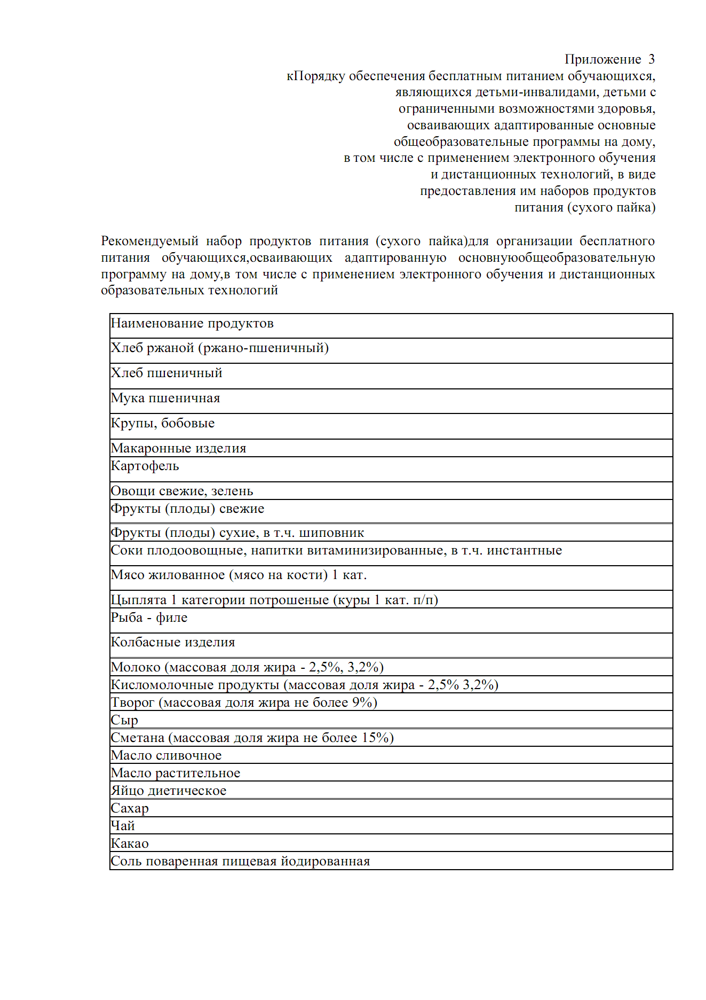 Приложение  3
кПорядку обеспечения бесплатным питанием обучающихся,
являющихся детьми-инвалидами, детьми с
ограниченными возможностями здоровья,
осваивающих адаптированные основные
общеобразовательные программы на дому,
в том числе с применением электронного обучения
и дистанционных технологий, в виде
предоставления им наборов продуктов
питания (сухого пайка)
Рекомендуемый набор продуктов питания (сухого пайка)для организации бесплатного
питания обучающихся,осваивающих адаптированную основнуюобщеобразовательную
программу на дому,в том числе с применением электронного обучения и дистанционных
образовательных технологий
Наименование продуктов
Хлеб ржаной (ржано-пшеничный)
Хлеб пшеничный
Мука пшеничная
Крупы, бобовые
Макаронные изделия
Картофель
Овощи свежие, зелень
Фрукты (плоды) свежие
Фрукты (плоды) сухие, в т.ч. шиповник
Соки плодоовощные, напитки витаминизированные, в т.ч. инстантные
Мясо жилованное (мясо на кости) 1 кат.
Цыплята 1 категории потрошеные (куры 1 кат. п/п)
Рыба - филе
Колбасные изделия
Молоко (массовая доля жира - 2,5%, 3,2%)
Кисломолочные продукты (массовая доля жира - 2,5% 3,2%)
Творог (массовая доля жира не более 9%)
Сыр
Сметана (массовая доля жира не более 15%)
Масло сливочное
Масло растительное
Яйцо диетическое
Сахар
Чай
Какао
Соль поваренная пищевая йодированная